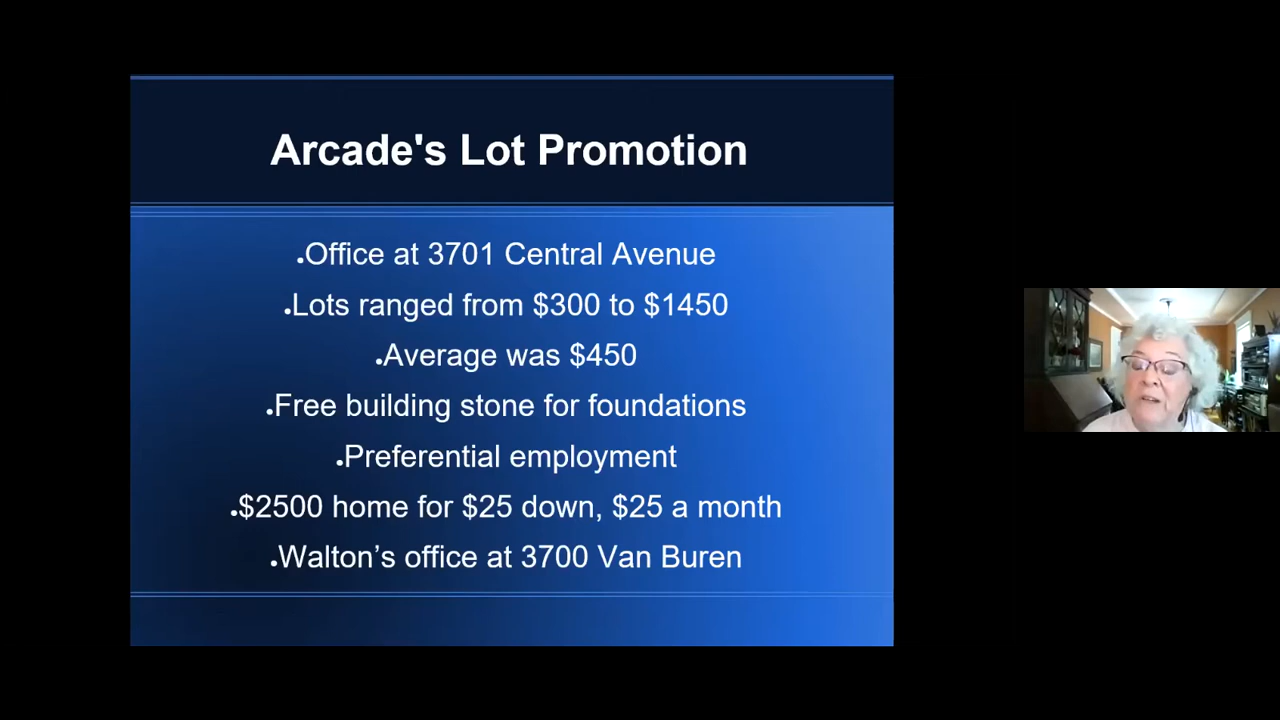 Arcade's Lot Promotion
●Office at 3701 Central Avenue
●Lots ranged from $300 to $1450
●Average was $450
●Free building stone for foundations
●Preferential employment
●$2500 home for $25 down, $25 a month
●Walton’s office at 3700 Van Buren